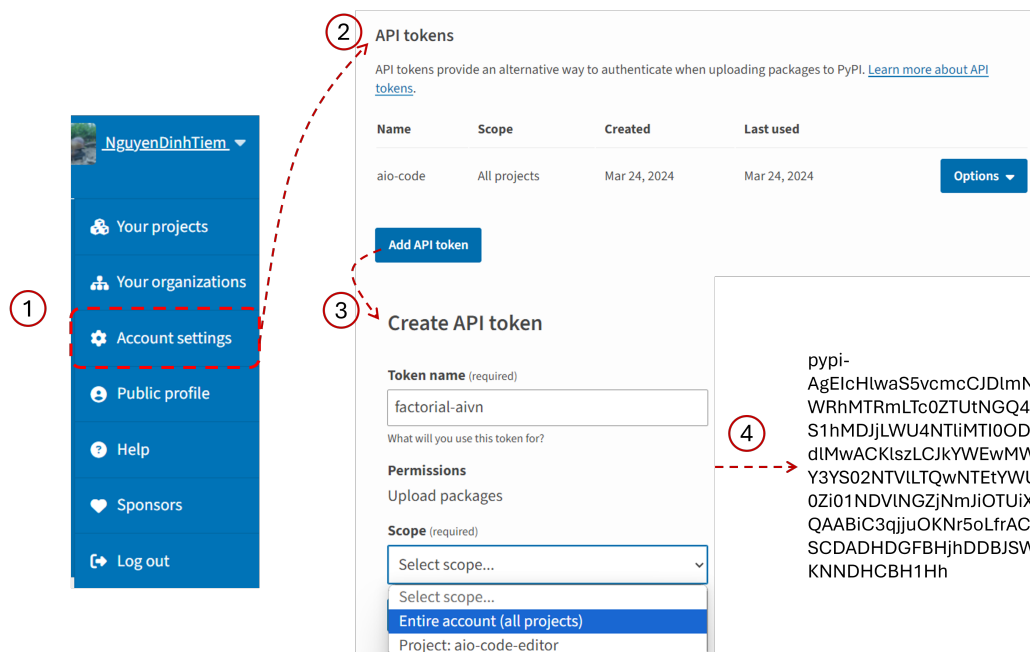 1
NguyenDinhTiem
Your projects
Your organizations
Account settings
Public profile
Help
Sponsors
Log out
2
API tokens
API tokens provide an alternative way to authenticate when uploading packages to PyPI. Learn more about API
tokens.
Name Scope Created Last used
aio-code All projects Mar 24, 2024 Mar 24, 2024 Options
Add API token
3
Create API token
Token name (required)
factorial-aivn
What will you use this token for?
Permissions
Upload packages
Scope (required)
Select scope...
Select scope...
Entire account (all projects)
Project: aio-code-editor
4
pypi-
AgEIcHlwaS5vcmcCJDlmN
WRhMTRmLTc0ZTUtNGQ4
S1hMDJjLWU4NTliMTI0OD
dlMwACKlszLCJkYWEwMW
Y3YS02NTVlLTQwNTEtYWU
0Zi01NDVlNGZjNmJiOTUiX
QAABiC3qjjuOKNr5oLfrAC
SCDADHDGFBHjhDDBJSW
KNNDHCBH1Hh